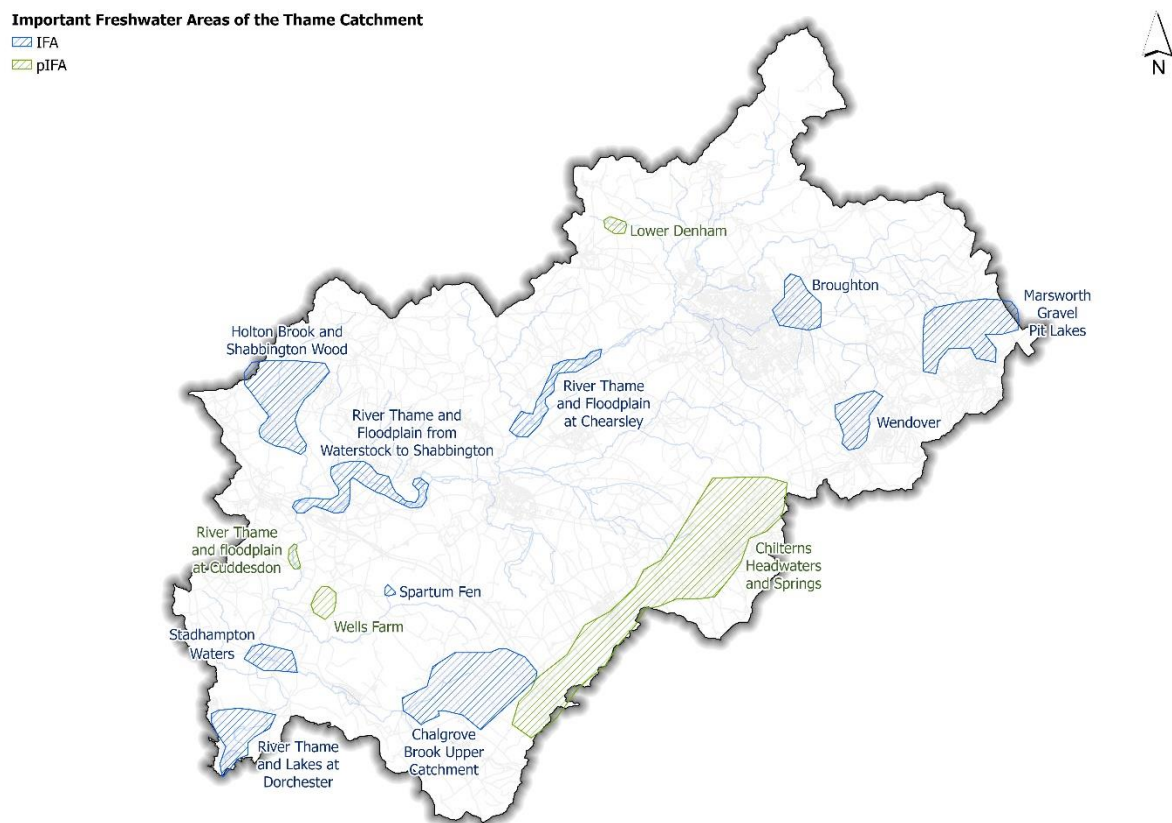 Important Freshwater Areas of the Thame Catchment
IFA
pIFA
N
Lower Denham
Broughton
Marsworth
Gravel
Pit Lakes
Holton Brook and
Shabbington Wood
River Thame
and Floodplain
at Chearsley
River Thame and
Floodplain from
Waterstock to Shabbington
Wendover
River Thame
and floodplain
at Cuddesdon
Chilterns
Headwaters
and Springs
Spartum Fen
Wells Farm
Stadhampton
Waters
Chalgrove
Brook Upper
Catchment
River Thame
and Lakes at
Dorchester